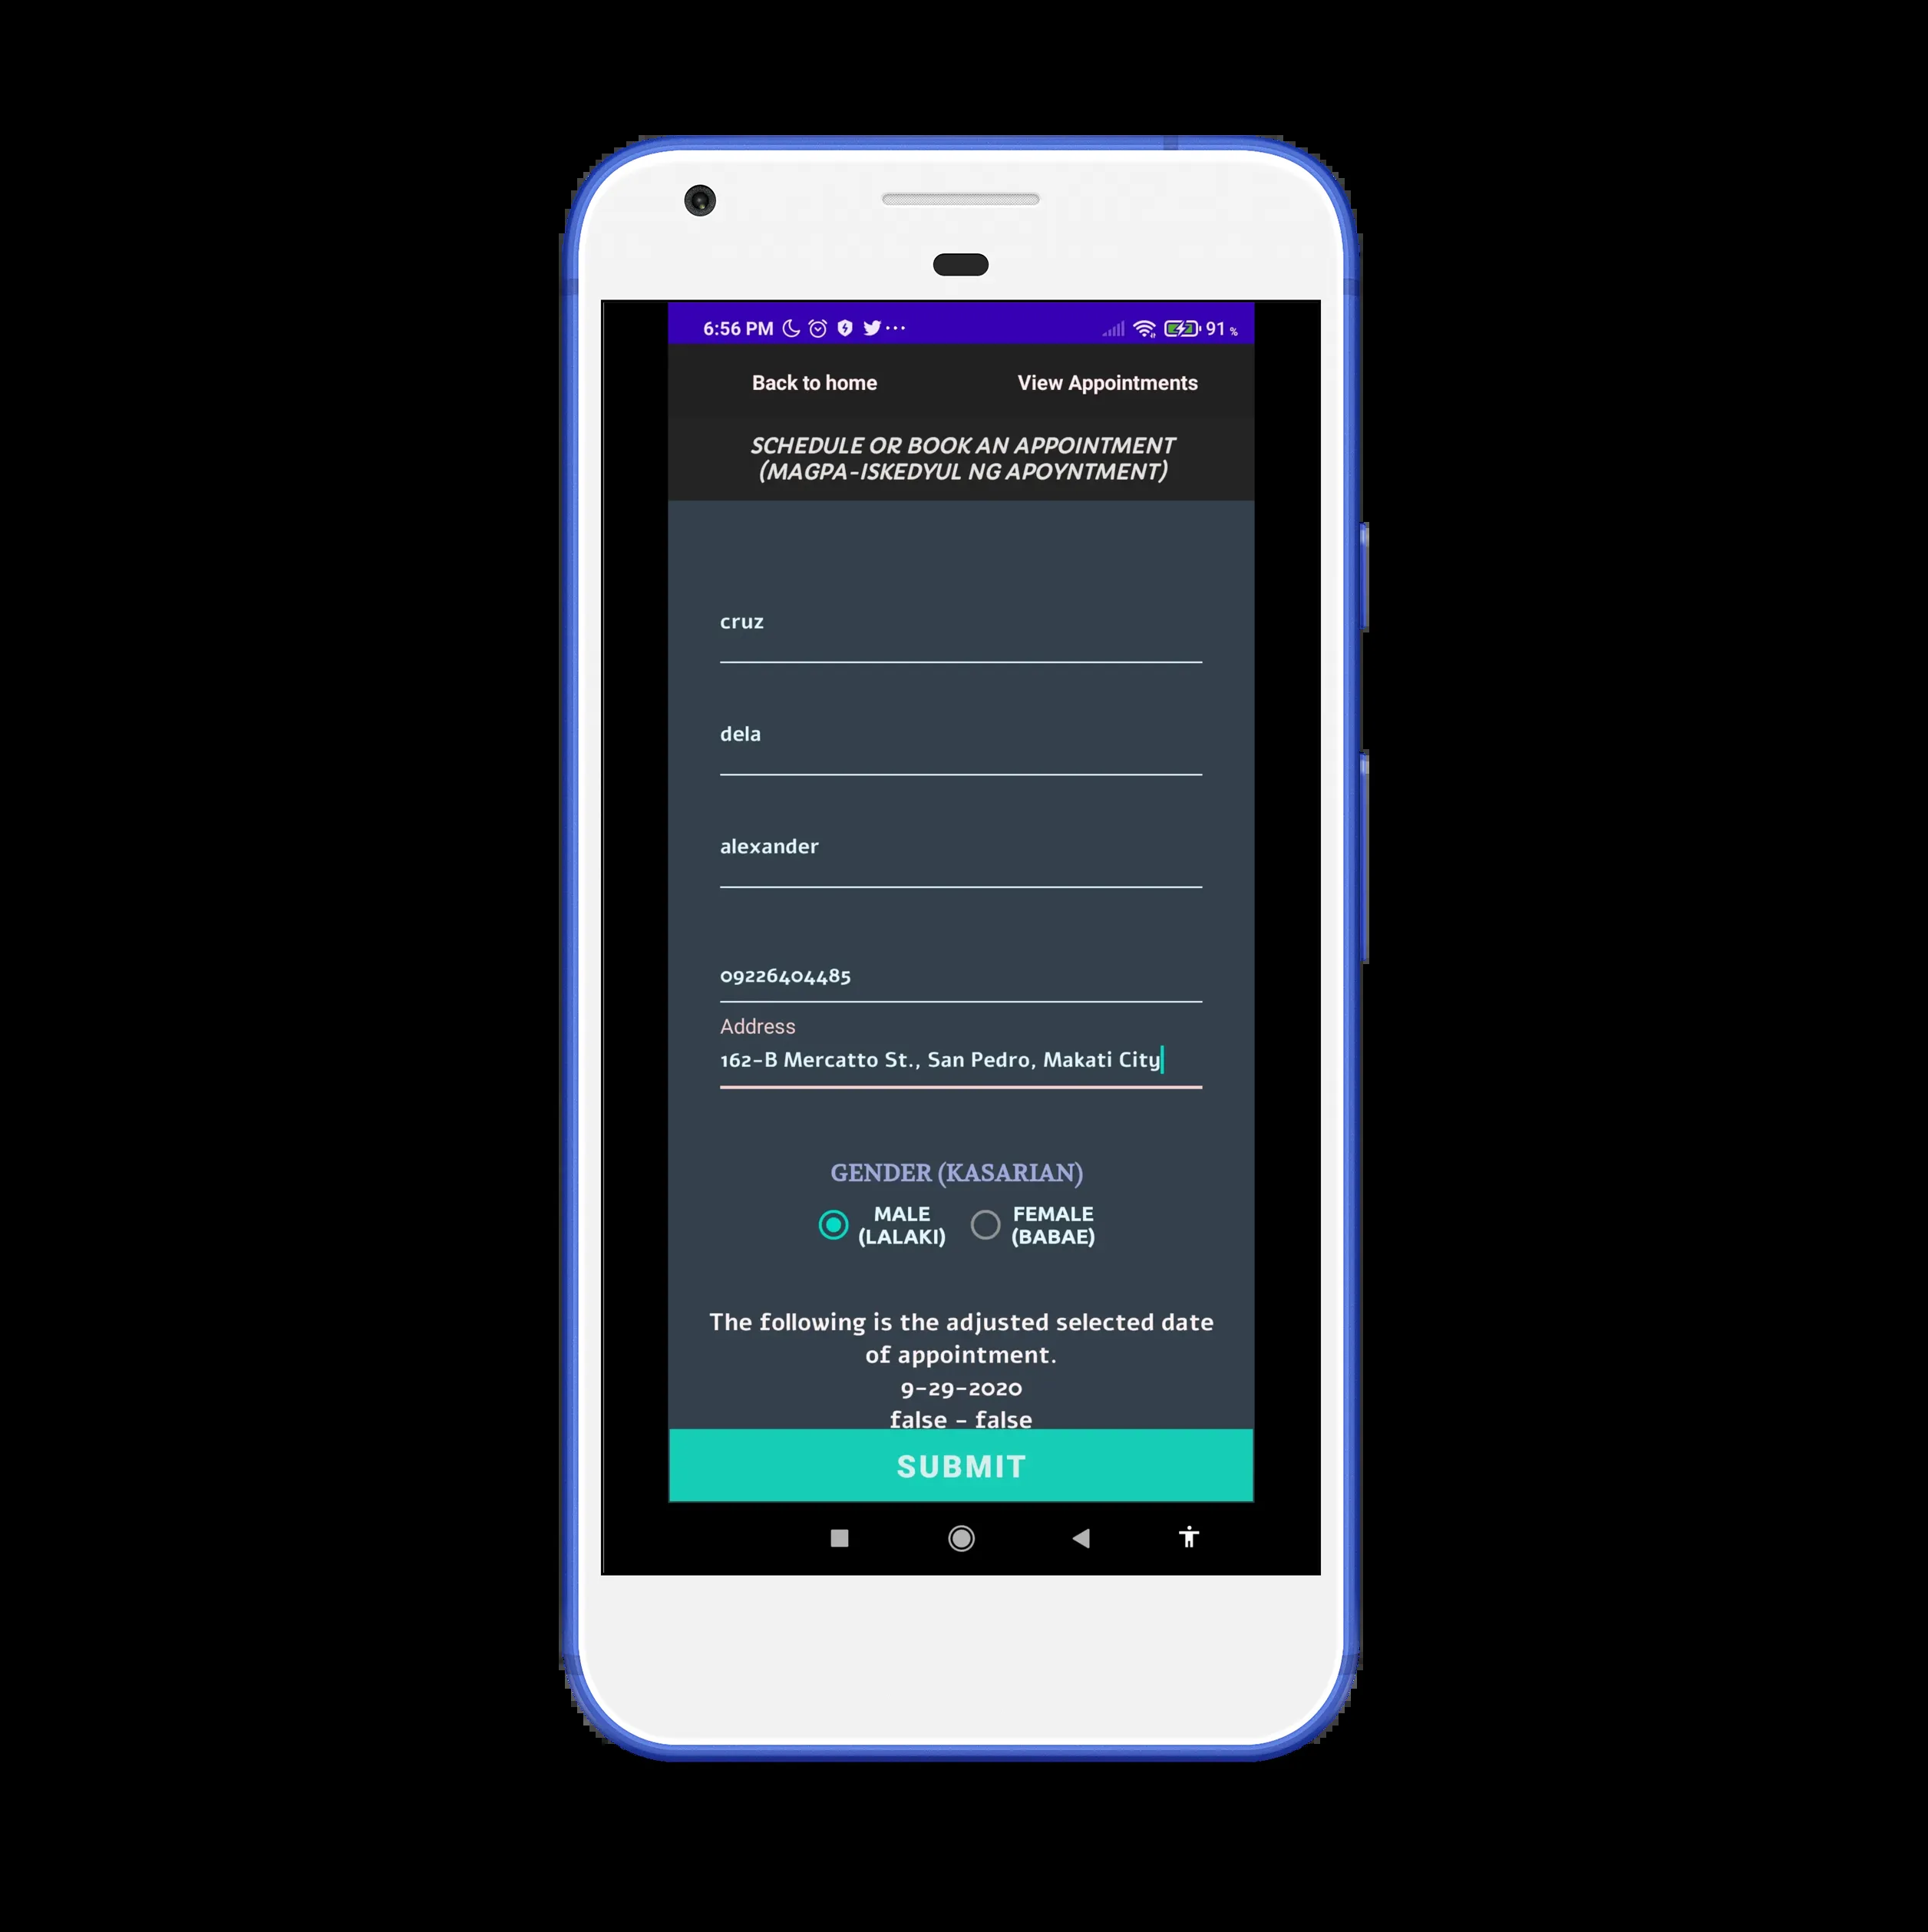 6:56 PM 91 %
Back to home View Appointments
SCHEDULE OR BOOK AN APPOINTMENT
(MAGPA-ISKEDYUL NG APOYNTMENT)
cruz
dela
alexander
09226404485
Address
162-B Mercatto St., San Pedro, Makati City
GENDER (KASARIAN)
MALE FEMALE
(LALAKI) (BABAE)
The following is the adjusted selected date
of appointment.
9-29-2020
false - false
SUBMIT